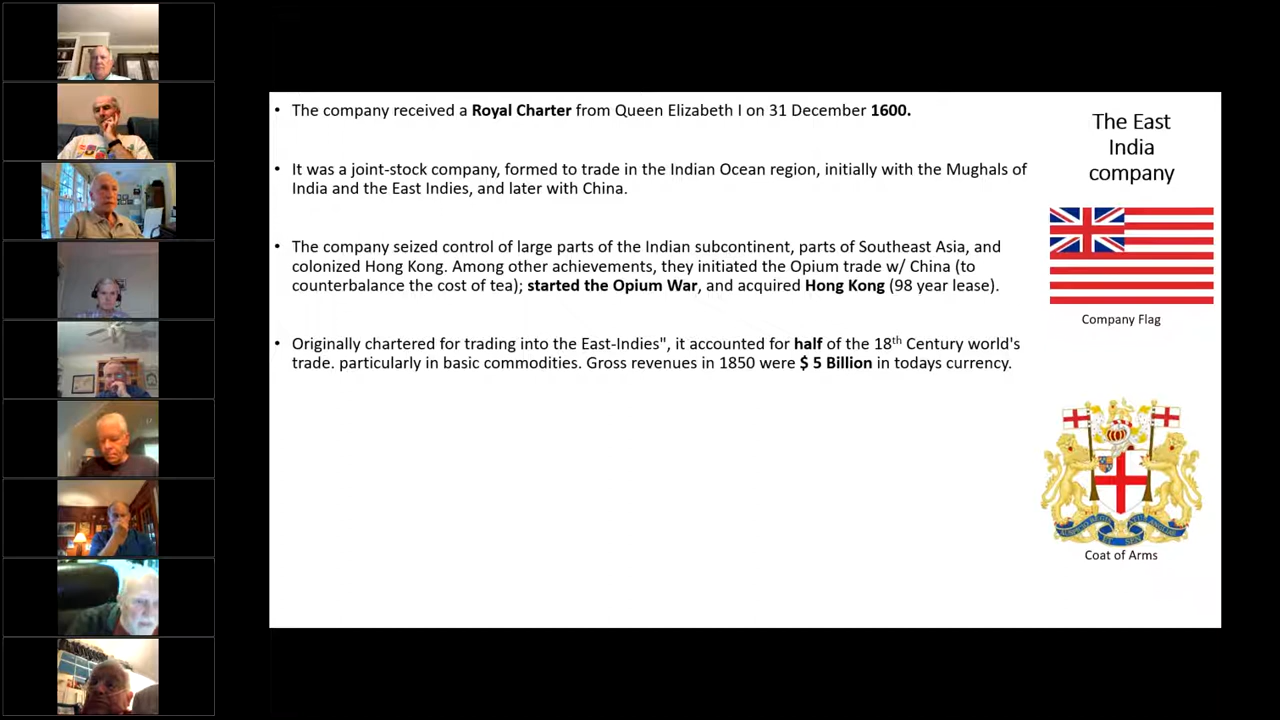 • The company received a Royal Charter from Queen Elizabeth I on 31 December 1600.
• It was a joint-stock company, formed to trade in the Indian Ocean region, initially with the Mughals of
India and the East Indies, and later with China.
• The company seized control of large parts of the Indian subcontinent, parts of Southeast Asia, and
colonized Hong Kong. Among other achievements, they initiated the Opium trade w/ China (to
counterbalance the cost of tea); started the Opium War, and acquired Hong Kong (98 year lease).
• Originally chartered for trading into the East-Indies", it accounted for half of the 18th Century world's
trade. particularly in basic commodities. Gross revenues in 1850 were $ 5 Billion in todays currency.
The East
India
company
Company Flag
Coat of Arms